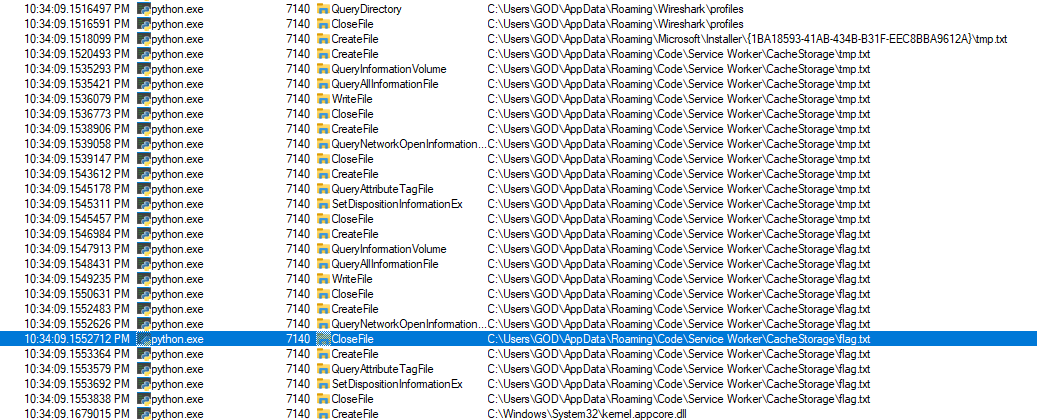 10:34:09.1516497 PM python.exe 7140 QueryDirectory C:\Users\GOD\AppData\Roaming\Wireshark\profiles
10:34:09.1516591 PM python.exe 7140 CloseFile C:\Users\GOD\AppData\Roaming\Wireshark\profiles
10:34:09.1518099 PM python.exe 7140 CreateFile C:\Users\GOD\AppData\Roaming\Microsoft\Installer\{1BA18593-41AB-434B-B31F-EEC8BBA9612A}\tmp.txt
10:34:09.1520493 PM python.exe 7140 CreateFile C:\Users\GOD\AppData\Roaming\Code\Service Worker\CacheStorage\tmp.txt
10:34:09.1535293 PM python.exe 7140 QueryInformationVolume C:\Users\GOD\AppData\Roaming\Code\Service Worker\CacheStorage\tmp.txt
10:34:09.1535421 PM python.exe 7140 QueryAllInformationFile C:\Users\GOD\AppData\Roaming\Code\Service Worker\CacheStorage\tmp.txt
10:34:09.1536079 PM python.exe 7140 WriteFile C:\Users\GOD\AppData\Roaming\Code\Service Worker\CacheStorage\tmp.txt
10:34:09.1536773 PM python.exe 7140 CloseFile C:\Users\GOD\AppData\Roaming\Code\Service Worker\CacheStorage\tmp.txt
10:34:09.1538906 PM python.exe 7140 CreateFile C:\Users\GOD\AppData\Roaming\Code\Service Worker\CacheStorage\tmp.txt
10:34:09.1539058 PM python.exe 7140 QueryNetworkOpenInformation... C:\Users\GOD\AppData\Roaming\Code\Service Worker\CacheStorage\tmp.txt
10:34:09.1539147 PM python.exe 7140 CloseFile C:\Users\GOD\AppData\Roaming\Code\Service Worker\CacheStorage\tmp.txt
10:34:09.1543612 PM python.exe 7140 CreateFile C:\Users\GOD\AppData\Roaming\Code\Service Worker\CacheStorage\tmp.txt
10:34:09.1545178 PM python.exe 7140 QueryAttributeTagFile C:\Users\GOD\AppData\Roaming\Code\Service Worker\CacheStorage\tmp.txt
10:34:09.1545311 PM python.exe 7140 SetDispositionInformationEx C:\Users\GOD\AppData\Roaming\Code\Service Worker\CacheStorage\tmp.txt
10:34:09.1545457 PM python.exe 7140 CloseFile C:\Users\GOD\AppData\Roaming\Code\Service Worker\CacheStorage\tmp.txt
10:34:09.1546984 PM python.exe 7140 CreateFile C:\Users\GOD\AppData\Roaming\Code\Service Worker\CacheStorage\flag.txt
10:34:09.1547913 PM python.exe 7140 QueryInformationVolume C:\Users\GOD\AppData\Roaming\Code\Service Worker\CacheStorage\flag.txt
10:34:09.1548431 PM python.exe 7140 QueryAllInformationFile C:\Users\GOD\AppData\Roaming\Code\Service Worker\CacheStorage\flag.txt
10:34:09.1549235 PM python.exe 7140 WriteFile C:\Users\GOD\AppData\Roaming\Code\Service Worker\CacheStorage\flag.txt
10:34:09.1550631 PM python.exe 7140 CloseFile C:\Users\GOD\AppData\Roaming\Code\Service Worker\CacheStorage\flag.txt
10:34:09.1552483 PM python.exe 7140 CreateFile C:\Users\GOD\AppData\Roaming\Code\Service Worker\CacheStorage\flag.txt
10:34:09.1552626 PM python.exe 7140 QueryNetworkOpenInformation... C:\Users\GOD\AppData\Roaming\Code\Service Worker\CacheStorage\flag.txt
10:34:09.1552712 PM python.exe 7140 CloseFile C:\Users\GOD\AppData\Roaming\Code\Service Worker\CacheStorage\flag.txt
10:34:09.1553364 PM python.exe 7140 CreateFile C:\Users\GOD\AppData\Roaming\Code\Service Worker\CacheStorage\flag.txt
10:34:09.1553579 PM python.exe 7140 QueryAttributeTagFile C:\Users\GOD\AppData\Roaming\Code\Service Worker\CacheStorage\flag.txt
10:34:09.1553692 PM python.exe 7140 SetDispositionInformationEx C:\Users\GOD\AppData\Roaming\Code\Service Worker\CacheStorage\flag.txt
10:34:09.1553838 PM python.exe 7140 CloseFile C:\Users\GOD\AppData\Roaming\Code\Service Worker\CacheStorage\flag.txt
10:34:09.1679015 PM python.exe 7140 CreateFile C:\Windows\System32\kernel.appcore.dll